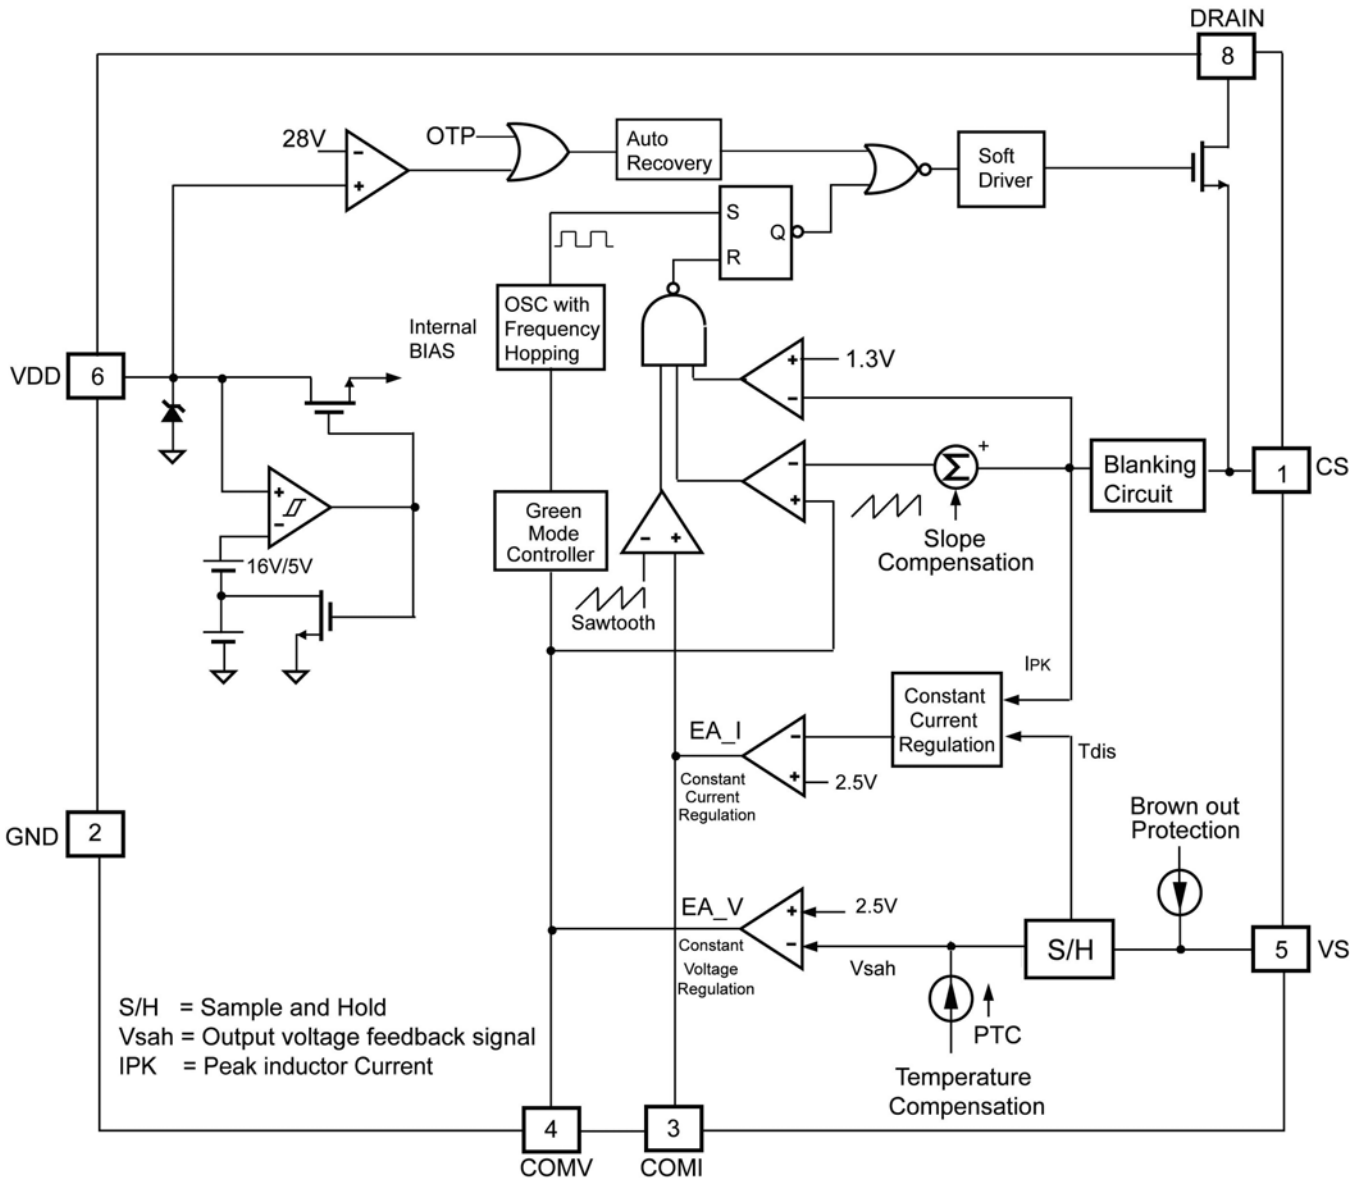 DRAIN
8
28V
OTP
Auto
Recovery
Soft
Driver
S
Q
R
OSC with
Frequency
Hopping
Internal
BIAS
1.3V
VDD
6
+
Σ
Blanking
Circuit
1
CS
Green
Mode
Controller
16V/5V
Slope
Compensation
Sawtooth
IPK
Constant
Current
Regulation
EA_I
Tdis
2.5V
Constant
Current
Regulation
Brown out
Protection
GND
2
EA_V
2.5V
Constant
Voltage
Regulation
Vsah
S/H
5
VS
PTC
S/H = Sample and Hold
Vsah = Output voltage feedback signal
IPK = Peak inductor Current
Temperature
Compensation
4
3
COMV
COMI